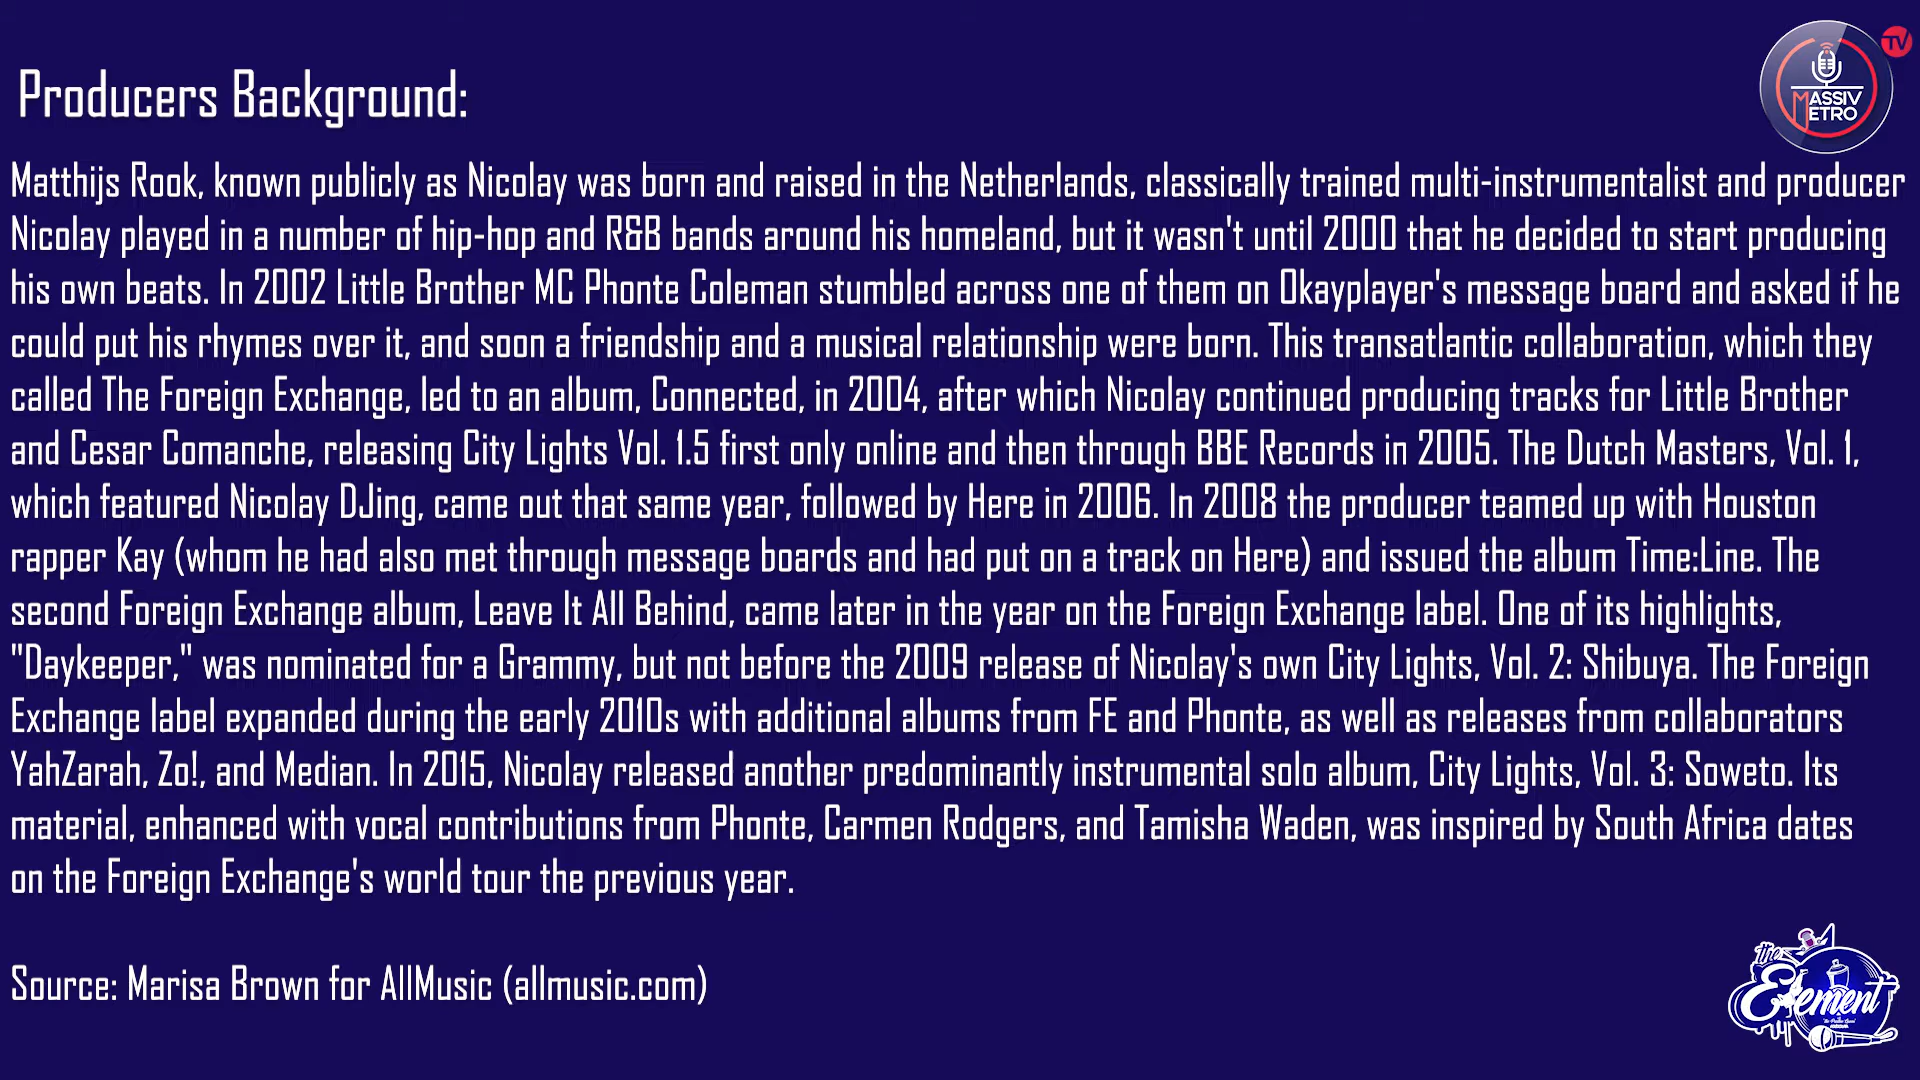 TV
MASSIV
METRO
Producers Background:
Matthijs Rook, known publicly as Nicolay was born and raised in the Netherlands, classically trained multi-instrumentalist and producer
Nicolay played in a number of hip-hop and R&B bands around his homeland, but it wasn't until 2000 that he decided to start producing
his own beats. In 2002 Little Brother MC Phonte Coleman stumbled across one of them on Okayplayer's message board and asked if he
could put his rhymes over it, and soon a friendship and a musical relationship were born. This transatlantic collaboration, which they
called The Foreign Exchange, led to an album, Connected, in 2004, after which Nicolay continued producing tracks for Little Brother
and Cesar Comanche, releasing City Lights Vol. 1.5 first only online and then through BBE Records in 2005. The Dutch Masters, Vol. 1,
which featured Nicolay DJing, came out that same year, followed by Here in 2006. In 2008 the producer teamed up with Houston
rapper Kay (whom he had also met through message boards and had put on a track on Here) and issued the album Time:Line. The
second Foreign Exchange album, Leave It All Behind, came later in the year on the Foreign Exchange label. One of its highlights,
"Daykeeper," was nominated for a Grammy, but not before the 2009 release of Nicolay's own City Lights, Vol. 2: Shibuya. The Foreign
Exchange label expanded during the early 2010s with additional albums from FE and Phonte, as well as releases from collaborators
YahZarah, Zo!, and Median. In 2015, Nicolay released another predominantly instrumental solo album, City Lights, Vol. 3: Soweto. Its
material, enhanced with vocal contributions from Phonte, Carmen Rodgers, and Tamisha Waden, was inspired by South Africa dates
on the Foreign Exchange's world tour the previous year.
Source: Marisa Brown for AllMusic (allmusic.com)
the
Element